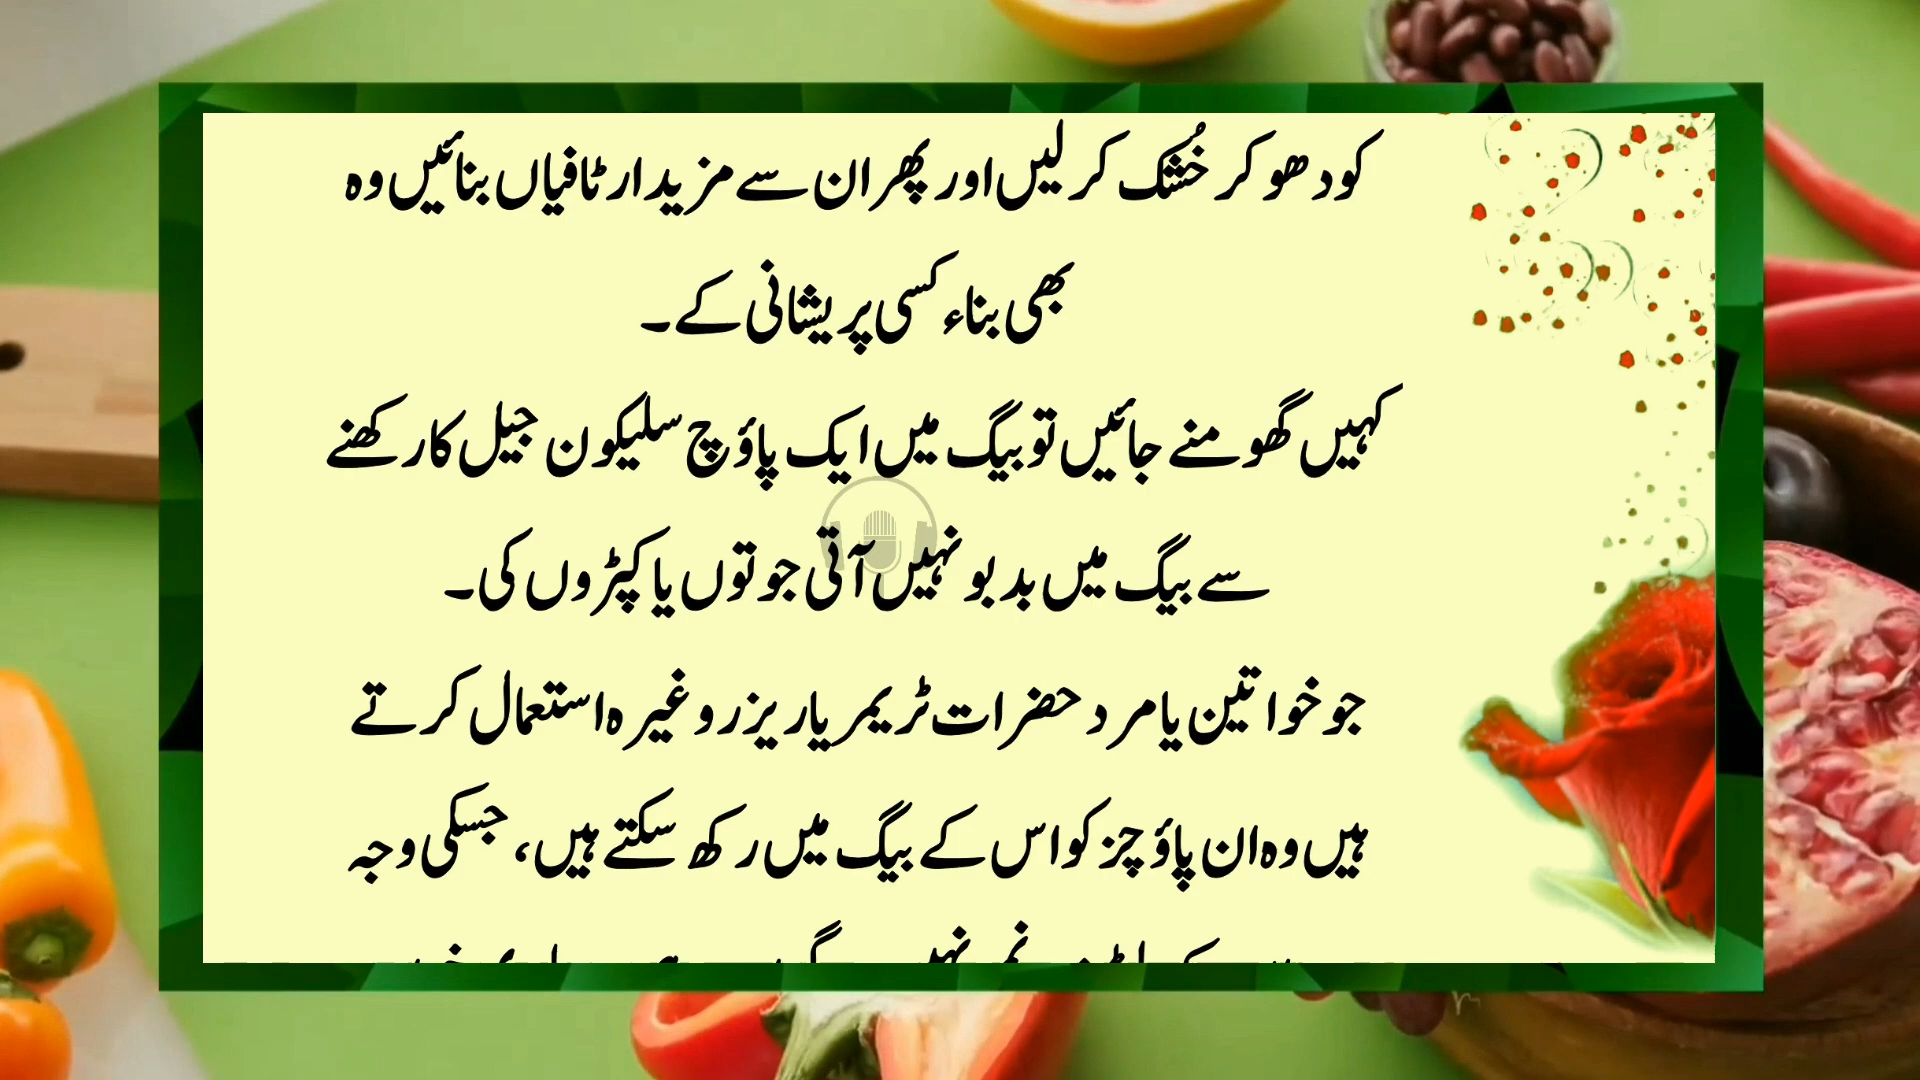 کو دھو کر خُشک کر لیں اور پھر ان سے مزیدار ٹافیاں بنائیں وہ
بھی بناء کسی پریشانی کے۔
کہیں گھومنے جائیں تو بیگ میں ایک پاؤچ سلیکون جیل کا رکھنے
سے بیگ میں بدبو نہیں آتی جوتوں یا کپڑوں کی۔
جو خواتین یا مرد حضرات ٹریمر یا ریزر وغیرہ استعمال کرتے
ہیں وہ ان پاؤچز کو اس کے بیگ میں رکھ سکتے ہیں، جسکی وجہ